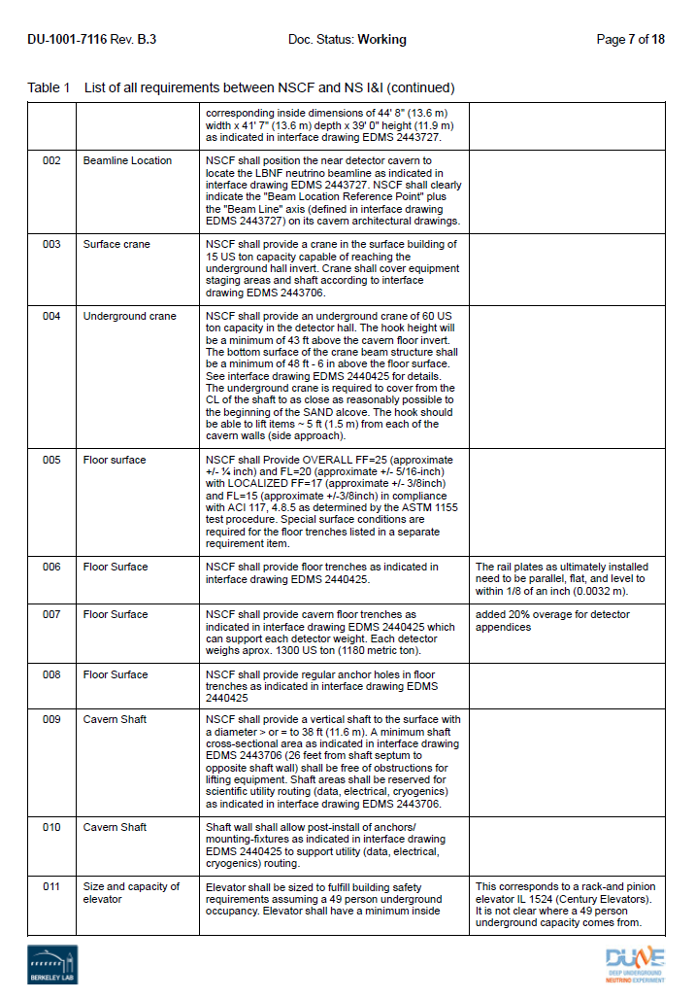 DU-1001-7116 Rev. B.3 Doc. Status: Working Page 7 of 18
Table 1 List of all requirements between NSCF and NS I&I (continued)
corresponding inside dimensions of 44' 8" (13.6 m)
width x 41' 7" (13.6 m) depth x 39' 0" height (11.9 m)
as indicated in interface drawing EDMS 2443727.
002 Beamline Location NSCF shall position the near detector cavern to
locate the LBNF neutrino beamline as indicated in
interface drawing EDMS 2443727. NSCF shall clearly
indicate the "Beam Location Reference Point" plus
the "Beam Line" axis (defined in interface drawing
EDMS 2443727) on its cavern architectural drawings.
003 Surface crane NSCF shall provide a crane in the surface building of
15 US ton capacity capable of reaching the
underground hall invert. Crane shall cover equipment
staging areas and shaft according to interface
drawing EDMS 2443706.
004 Underground crane NSCF shall provide an underground crane of 60 US
ton capacity in the detector hall. The hook height will
be a minimum of 43 ft above the cavern floor invert.
The bottom surface of the crane beam structure shall
be a minimum of 48 ft - 6 in above the floor surface.
See interface drawing EDMS 2440425 for details.
The underground crane is required to cover from the
CL of the shaft to as close as reasonably possible to
the beginning of the SAND alcove. The hook should
be able to lift items ~ 5 ft (1.5 m) from each of the
cavern walls (side approach).
005 Floor surface NSCF shall Provide OVERALL FF=25 (approximate
+/- ¼ inch) and FL=20 (approximate +/- 5/16-inch)
with LOCALIZED FF=17 (approximate +/- 3/8inch)
and FL=15 (approximate +/-3/8inch) in compliance
with ACI 117, 4.8.5 as determined by the ASTM 1155
test procedure. Special surface conditions are
required for the floor trenches listed in a separate
requirement item.
006 Floor Surface NSCF shall provide floor trenches as indicated in
interface drawing EDMS 2440425.
The rail plates as ultimately installed
need to be parallel, flat, and level to
within 1/8 of an inch (0.0032 m).
007 Floor Surface NSCF shall provide cavern floor trenches as
indicated in interface drawing EDMS 2440425 which
can support each detector weight. Each detector
weighs aprox. 1300 US ton (1180 metric ton).
added 20% overage for detector
appendices
008 Floor Surface NSCF shall provide regular anchor holes in floor
trenches as indicated in interface drawing EDMS
2440425
009 Cavern Shaft NSCF shall provide a vertical shaft to the surface with
a diameter > or = to 38 ft (11.6 m). A minimum shaft
cross-sectional area as indicated in interface drawing
EDMS 2443706 (26 feet from shaft septum to
opposite shaft wall) shall be free of obstructions for
lifting equipment. Shaft areas shall be reserved for
scientific utility routing (data, electrical, cryogenics)
as indicated in interface drawing EDMS 2443706.
010 Cavern Shaft Shaft wall shall allow post-install of anchors/
mounting-fixtures as indicated in interface drawing
EDMS 2440425 to support utility (data, electrical,
cryogenics) routing.
011 Size and capacity of
elevator
Elevator shall be sized to fulfill building safety
requirements assuming a 49 person underground
occupancy. Elevator shall have a minimum inside
This corresponds to a rack-and pinion
elevator IL 1524 (Century Elevators).
It is not clear where a 49 person
underground capacity comes from.
BERKELEY LAB
DUNE
DEEP UNDERGROUND
NEUTRINO EXPERIMENT